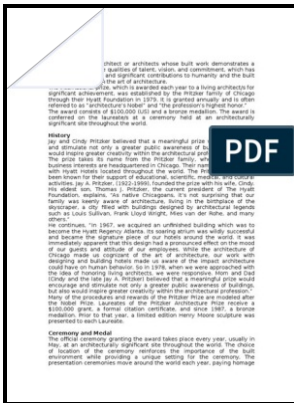 chitect or architects whose built work demonstrates a
qualities of talent, vision, and commitment, which has
and significant contributions to humanity and the built
the art of architecture.
prize, which is awarded each year to a living architect/s for
significant achievement, was established by the Pritzker family of Chicago
through their Hyatt Foundation in 1979. It is granted annually and is often
referred to as "architecture's Nobel" and "the profession's highest honor."
The award consists of $100,000 (US) and a bronze medallion. The award is
conferred on the laureate/s at a ceremony held at an architecturally
significant site throughout the world.
History
Jay and Cindy Pritzker believed that a meaningful prize
and stimulate not only a greater public awareness of
would inspire greater creativity within the architectural
The prize takes its name from the Pritzker family,
business interests are headquartered in Chicago. Their
with Hyatt Hotels located throughout the world. The
been known for their support of educational, scientific, medical, and cultural
activities. Jay A. Pritzker, (1922-1999), founded the prize with his wife, Cindy.
His eldest son, Thomas J. Pritzker, the current president of The Hyatt
Foundation, explains, "As native Chicagoans, it's not surprising that our
family was keenly aware of architecture, living in the birthplace of the
skyscraper, a city filled with buildings designed by architectural legends
such as Louis Sullivan, Frank Lloyd Wright, Mies van der Rohe, and many
others."
He continues, "In 1967, we acquired an unfinished building which was to
become the Hyatt Regency Atlanta. Its soaring atrium was wildly successful
and became the signature piece of our hotels around the world. It was
immediately apparent that this design had a pronounced effect on the mood
of our guests and attitude of our employees. While the architecture of
Chicago made us cognizant of the art of architecture, our work with
designing and building hotels made us aware of the impact architecture
could have on human behavior. So in 1978, when we were approached with
the idea of honoring living architects, we were responsive. Mom and Dad
(Cindy and the late Jay A. Pritzker) believed that a meaningful prize would
encourage and stimulate not only a greater public awareness of buildings,
but also would inspire greater creativity within the architectural profession."
Many of the procedures and rewards of the Pritzker Prize are modeled after
the Nobel Prize. Laureates of the Pritzker Architecture Prize receive a
$100,000 grant, a formal citation certificate, and since 1987, a bronze
medallion. Prior to that year, a limited edition Henry Moore sculpture was
presented to each Laureate.
Ceremony and Medal
The official ceremony granting the award takes place every year, usually in
May, at an architecturally significant site throughout the world. The choice
of location of the ceremony reinforces the importance of the built
environment while providing a unique setting for the ceremony. The
presentation ceremonies move around the world each year, paying homage
PDF